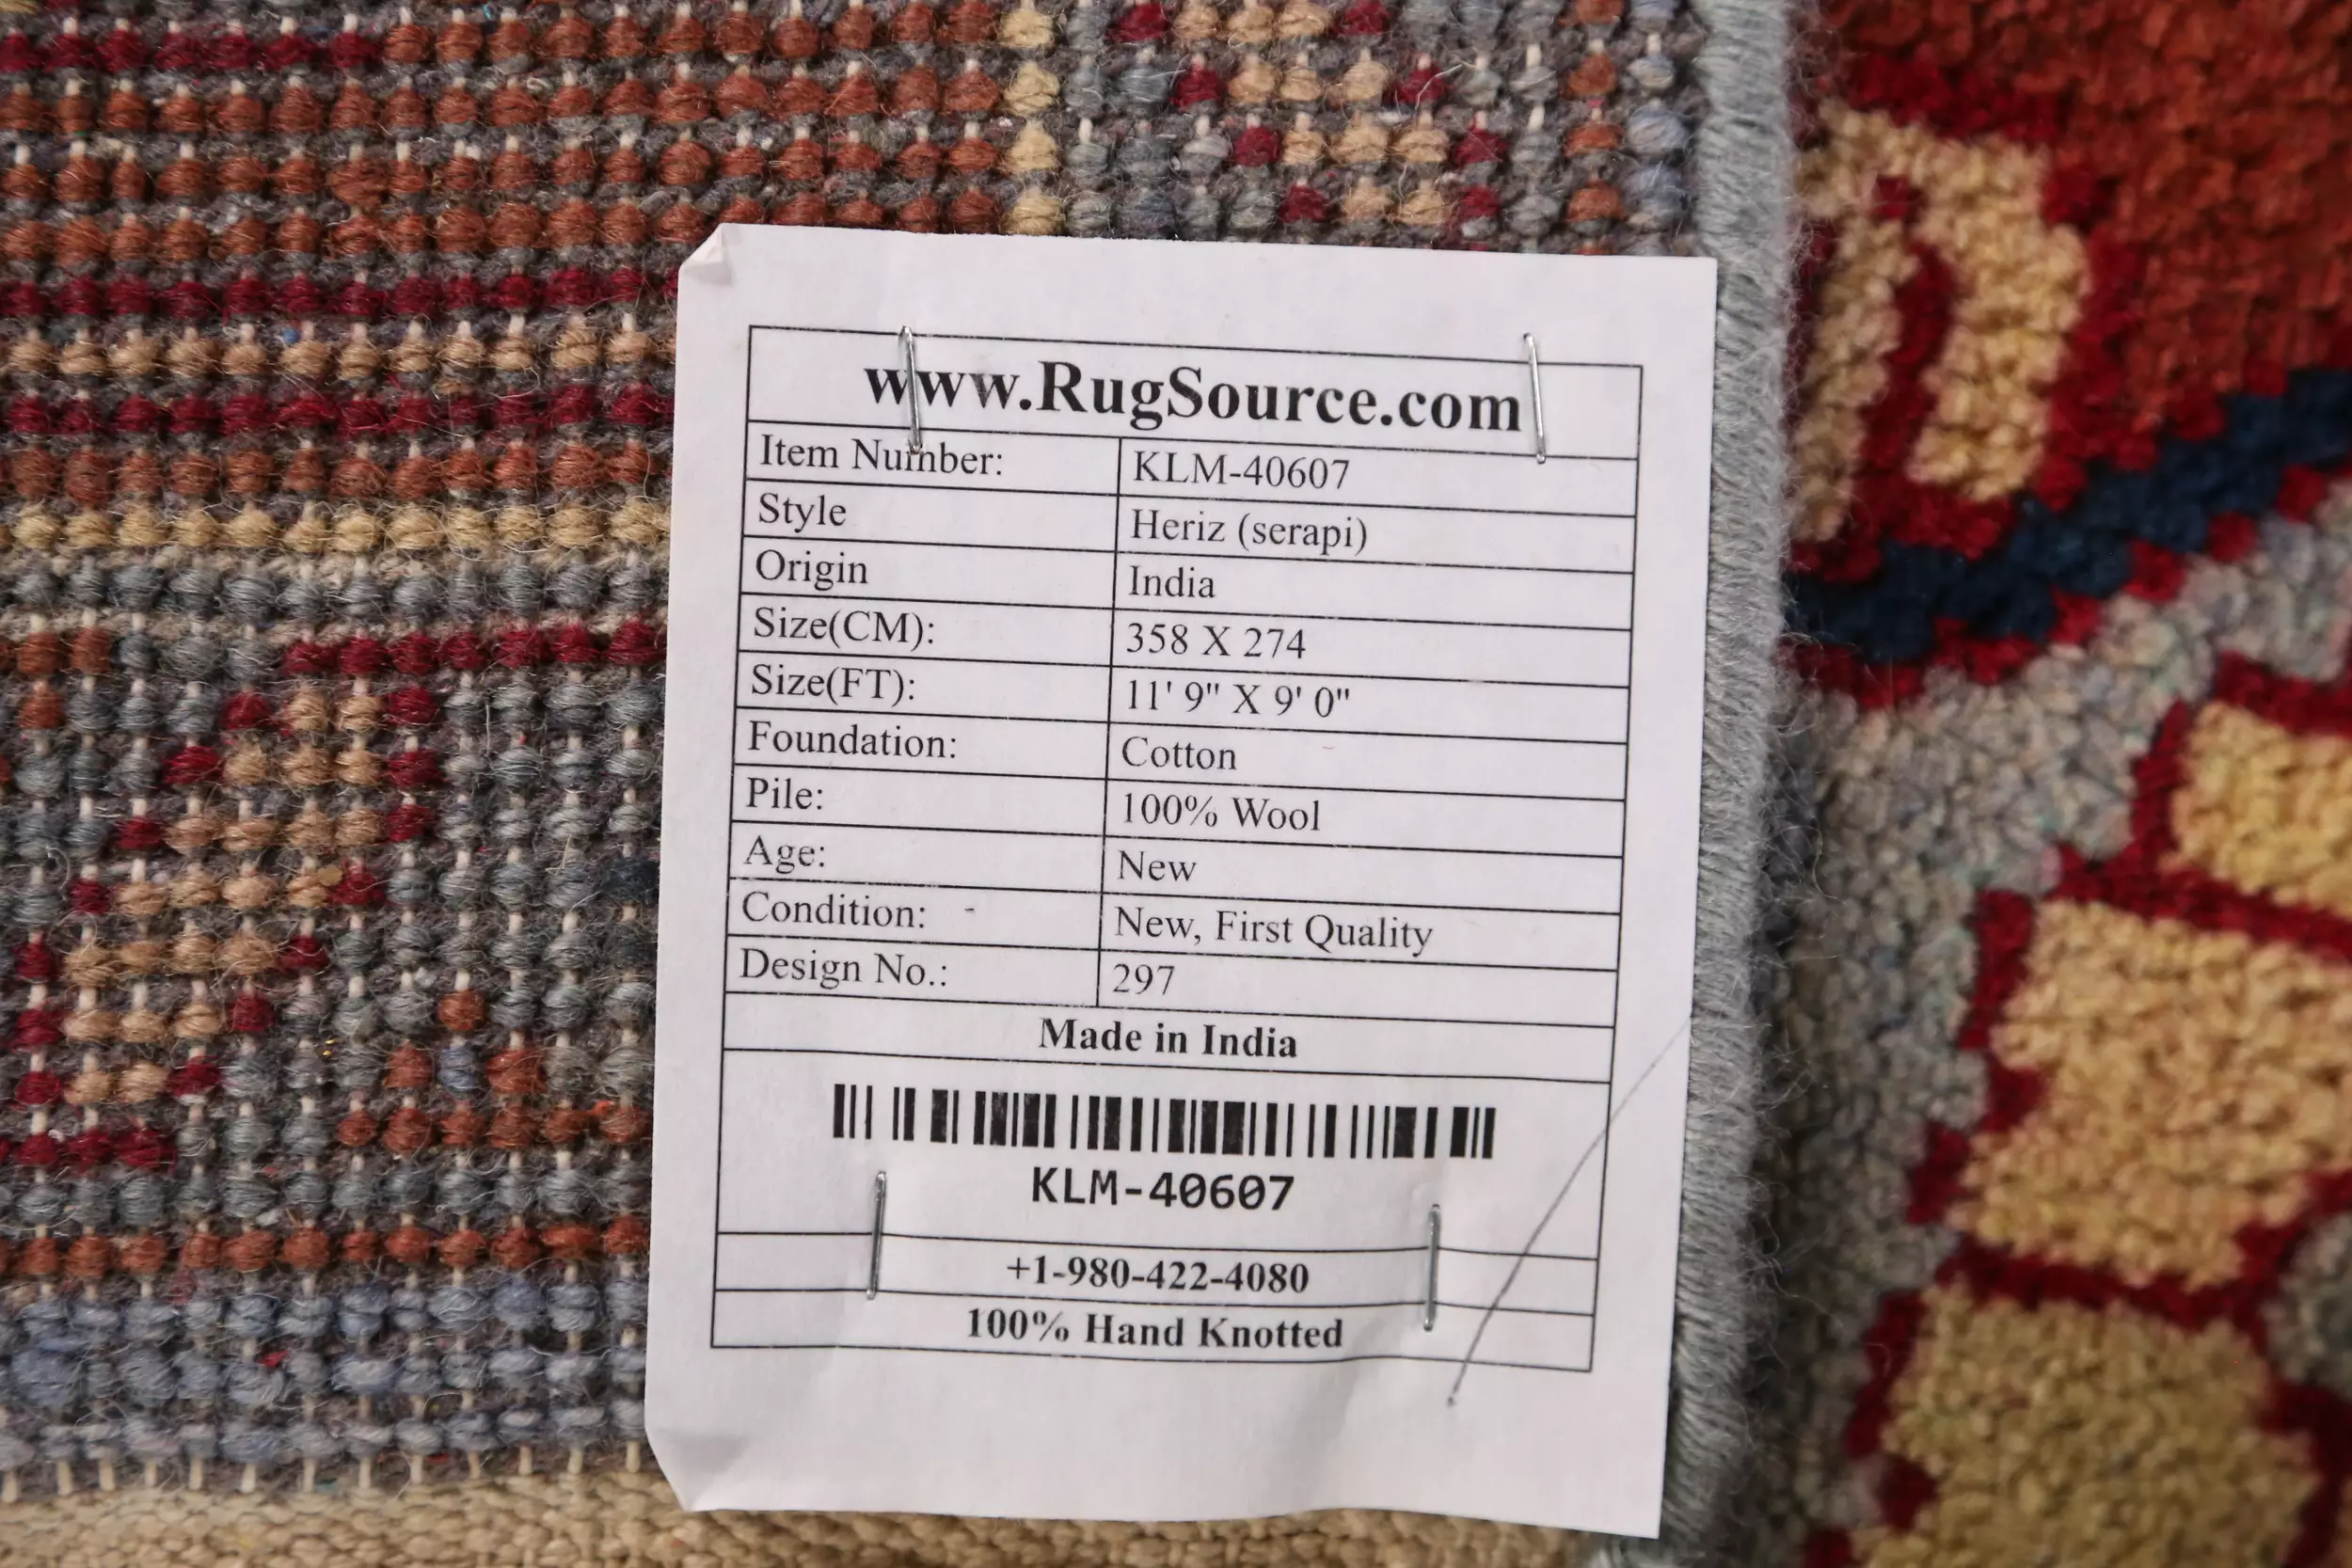 www.RugSource.com
Item Number: KLM-40607
Style Heriz (serapi)
Origin India
Size(CM): 358 X 274
Size(FT): 11' 9" X 9' 0"
Foundation: Cotton
Pile: 100% Wool
Age: New
Condition: - New, First Quality
Design No.: 297
Made in India
KLM-40607
+1-980-422-4080
100% Hand Knotted